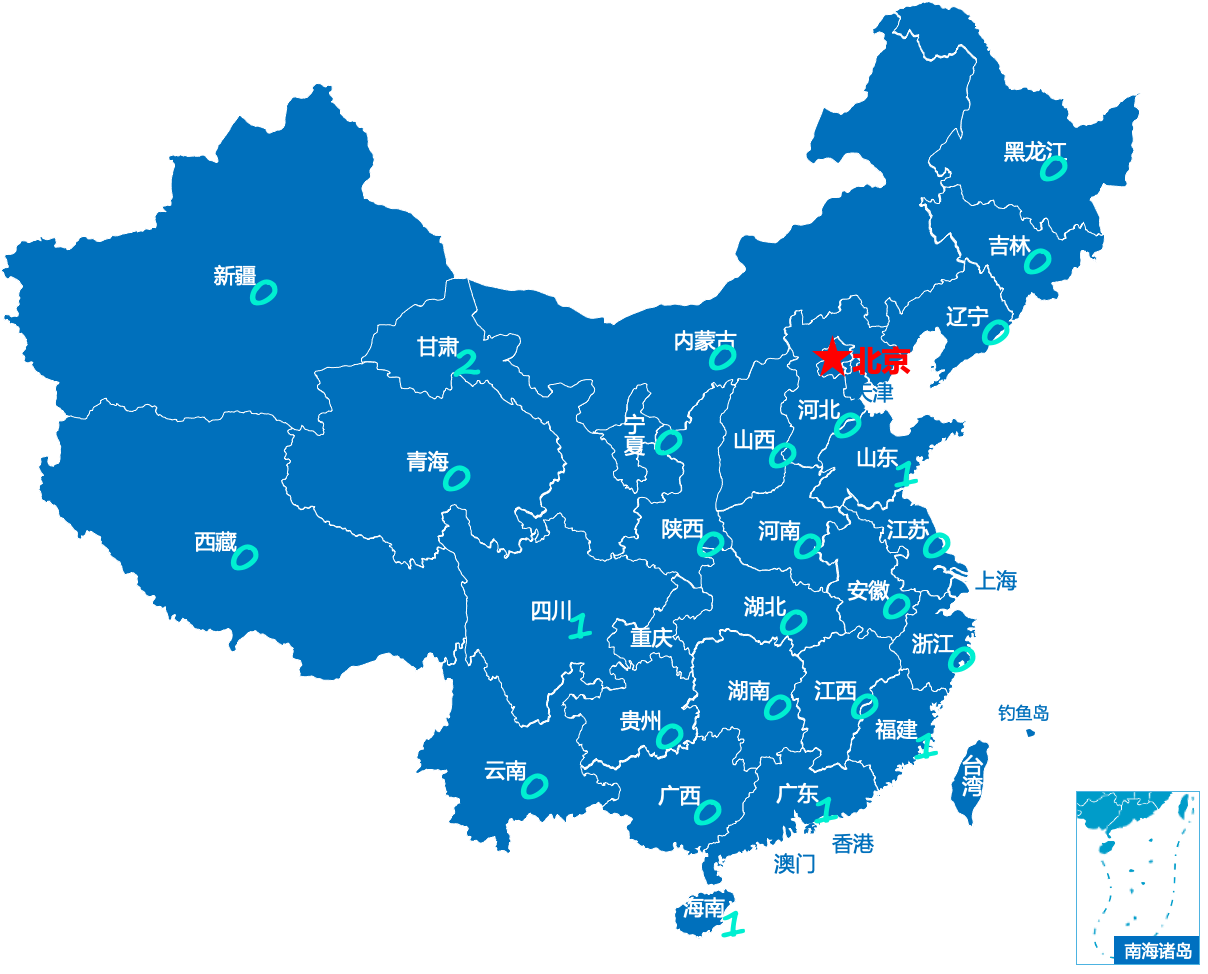 黑龙江
0
吉林
0
新疆
0
辽宁
0
内蒙古
0
甘肃
2
北京
天津
河北
0
宁夏
0
山西
0
山东
1
青海
0
陕西
0
河南
0
江苏
0
西藏
0
上海
安徽
0
四川
1
湖北
0
重庆
浙江
0
湖南
0
江西
0
钓鱼岛
贵州
0
福建
1
云南
0
台湾
广西
0
广东
1
香港
澳门
海南
1
南海诸岛